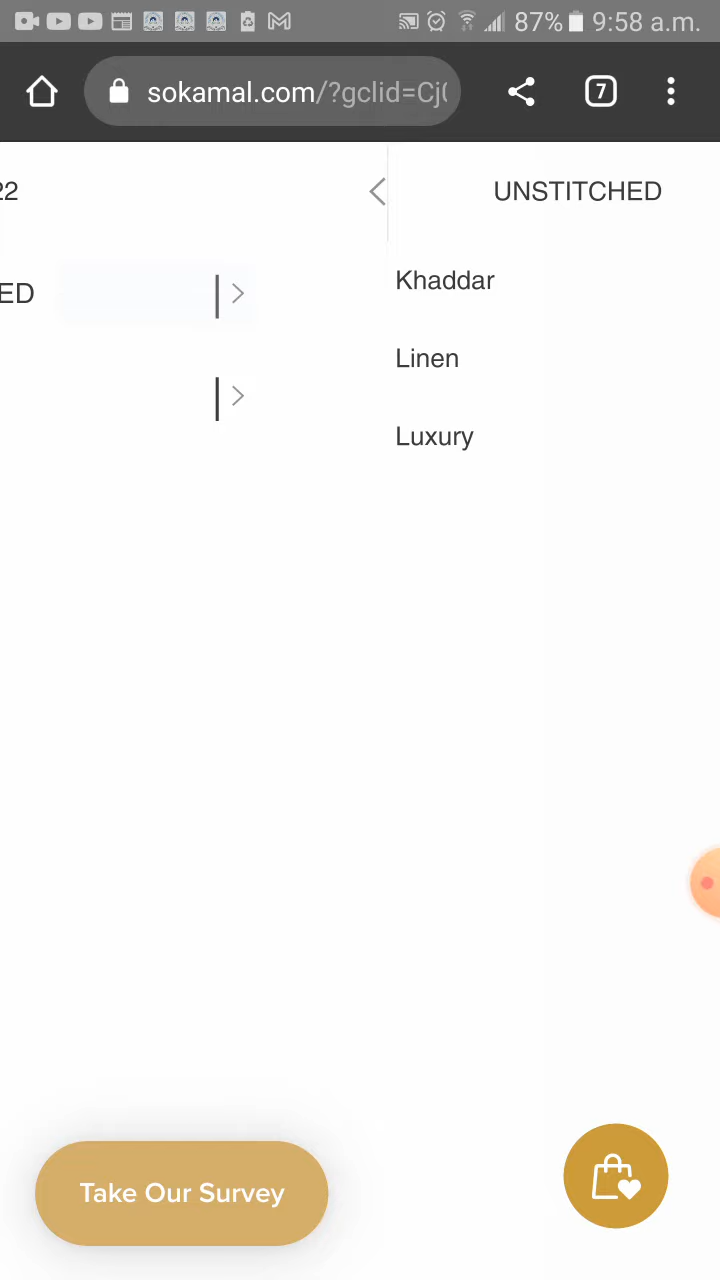 87% 9:58 a.m.
sokamal.com/?gclid=Cj
7
22
UNSTITCHED
ED
Khaddar
Linen
Luxury
Take Our Survey